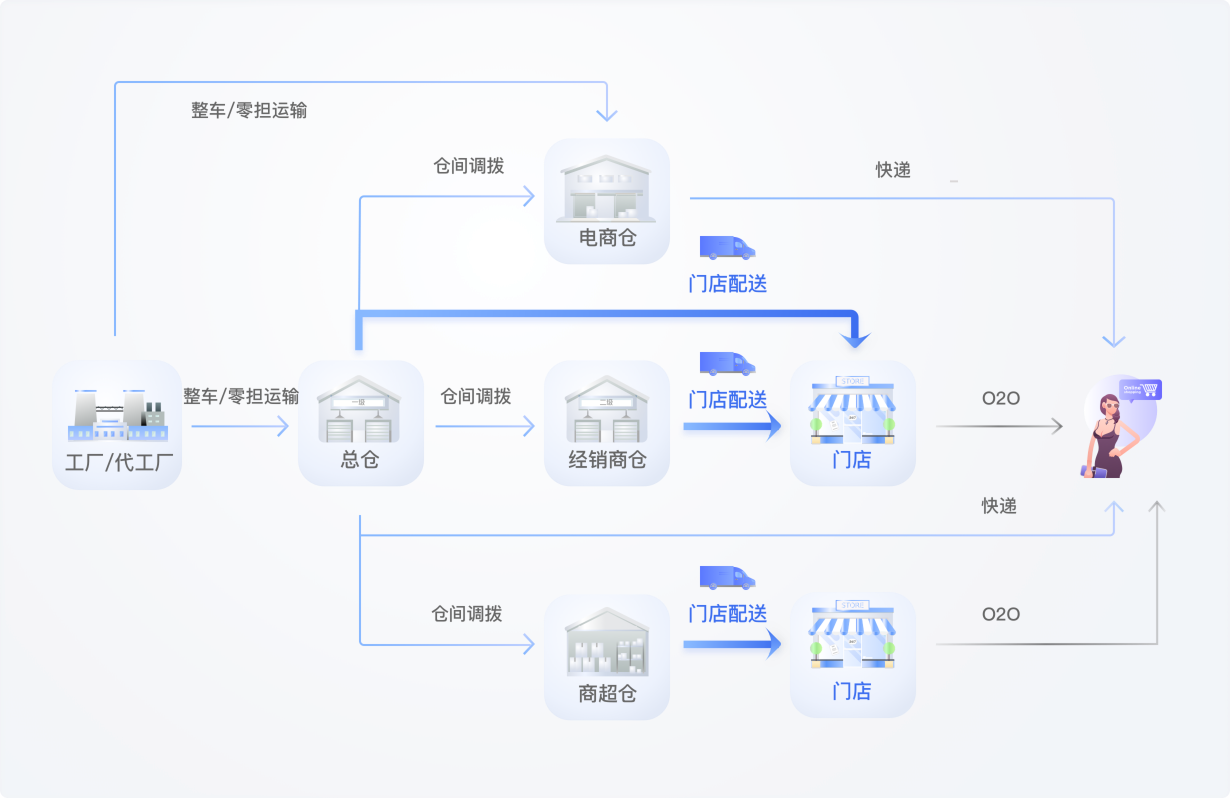 整车/零担运输
仓间调拨
快递
电商仓
门店配送
整车/零担运输
仓间调拨
门店配送
O2O
STORE
Online
一级
二级
工厂/代工厂
总仓
经销商仓
门店
快递
仓间调拨
门店配送
O2O
STORE
商超仓
门店